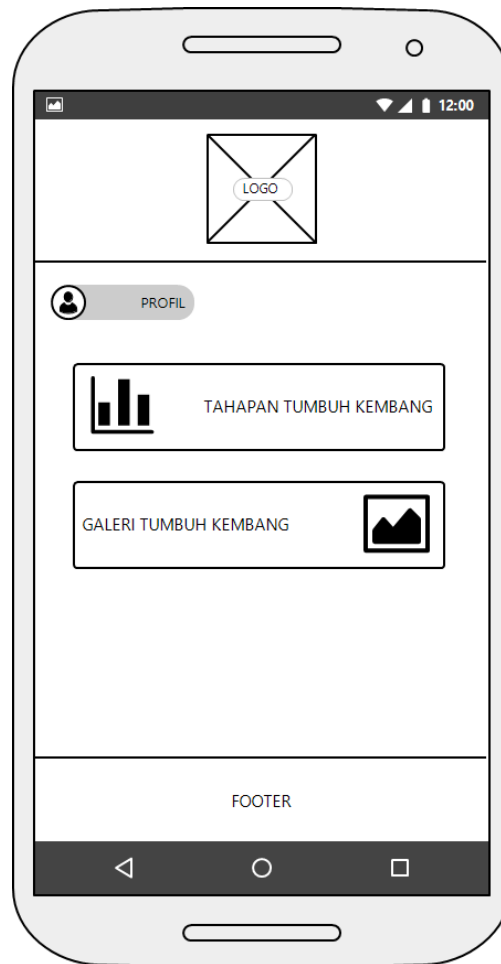 12:00
LOGO
PROFIL
TAHAPAN TUMBUH KEMBANG
GALERI TUMBUH KEMBANG
FOOTER